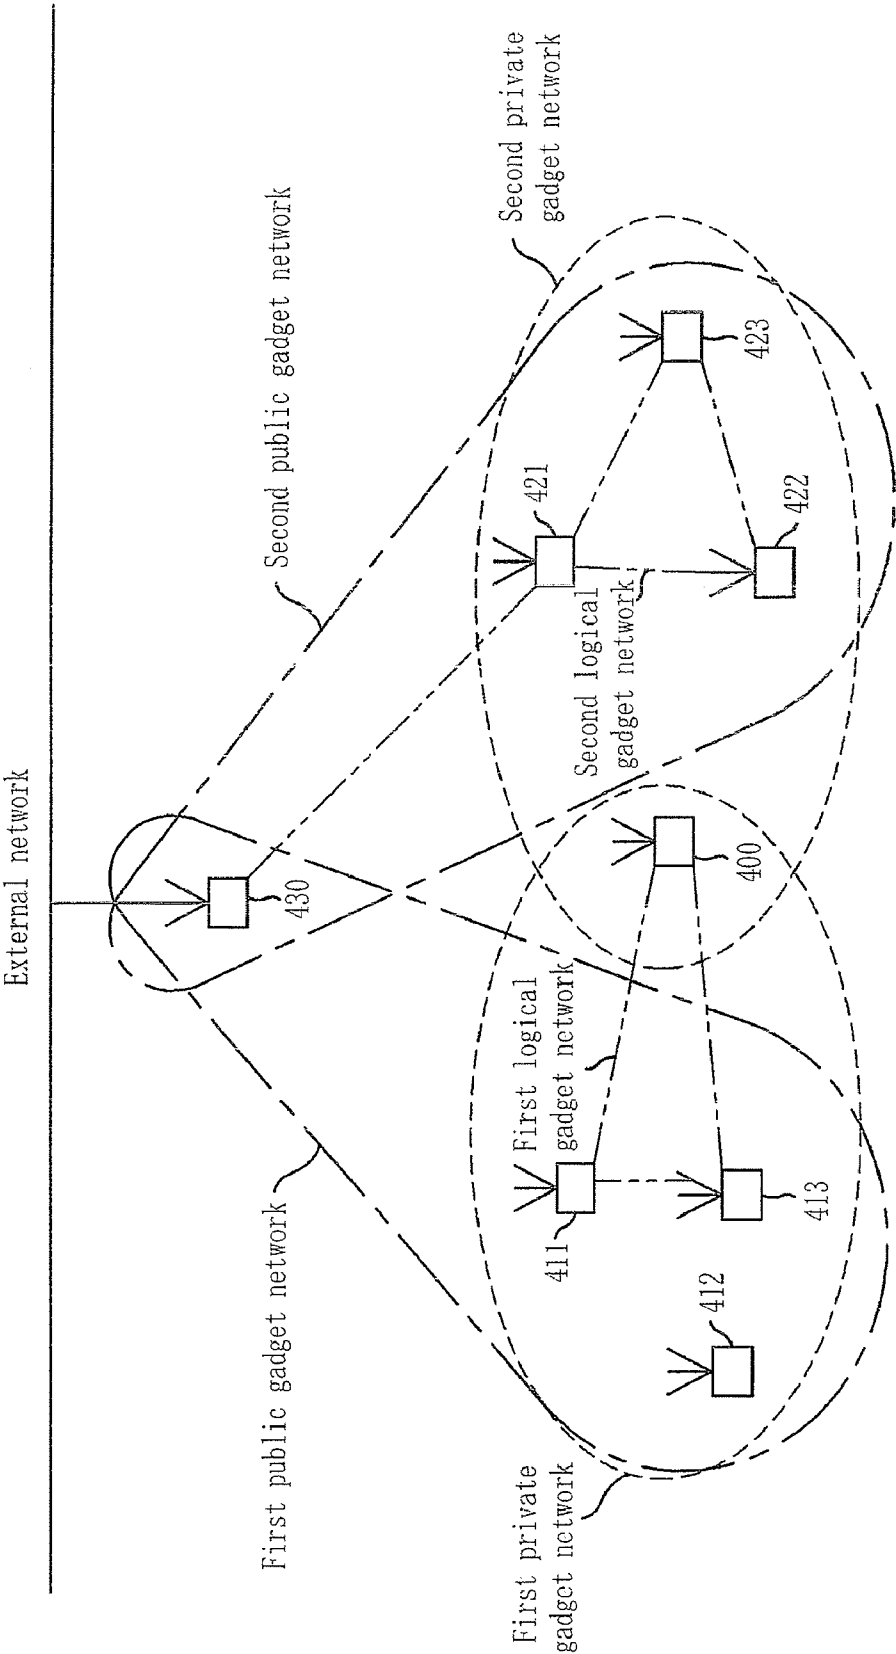 External network
First public gadget network
Second public gadget network
430
First private
gadget network
Second private
gadget network
First logical
gadget network
Second logical
gadget network
411
421
423
412
413
400
422